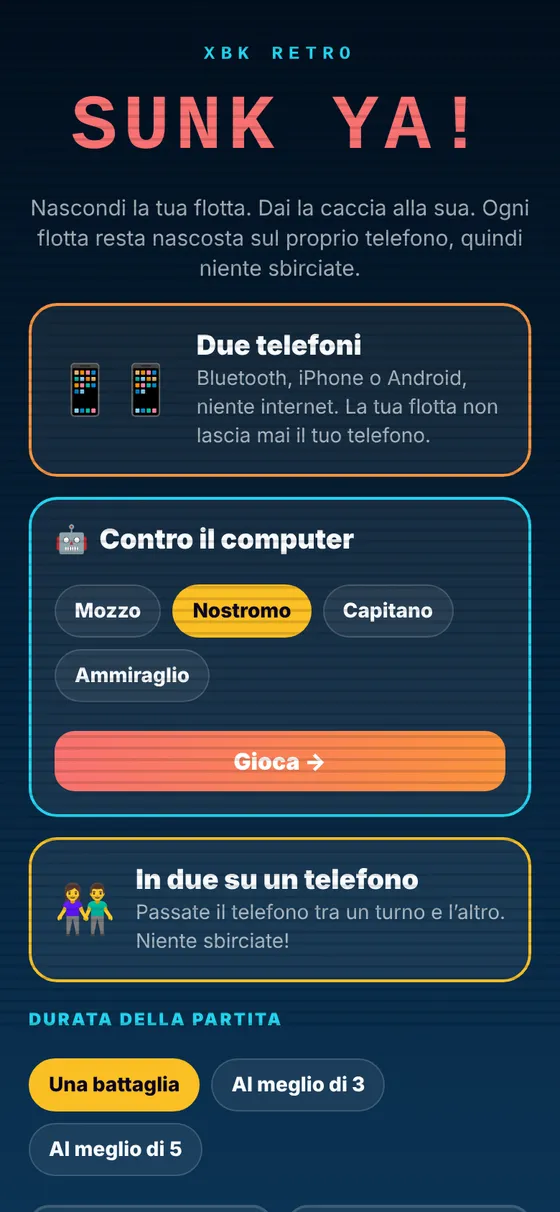 XBK RETRO
SUNK YA!
Nascondi la tua flotta. Dai la caccia alla sua. Ogni
flotta resta nascosta sul proprio telefono, quindi
niente sbirciate.
Due telefoni
Bluetooth, iPhone o Android,
niente internet. La tua flotta non
lascia mai il tuo telefono.
Contro il computer
Mozzo
Nostromo
Capitano
Ammiraglio
Gioca →
In due su un telefono
Passate il telefono tra un turno e l’altro.
Niente sbirciate!
DURATA DELLA PARTITA
Una battaglia
Al meglio di 3
Al meglio di 5